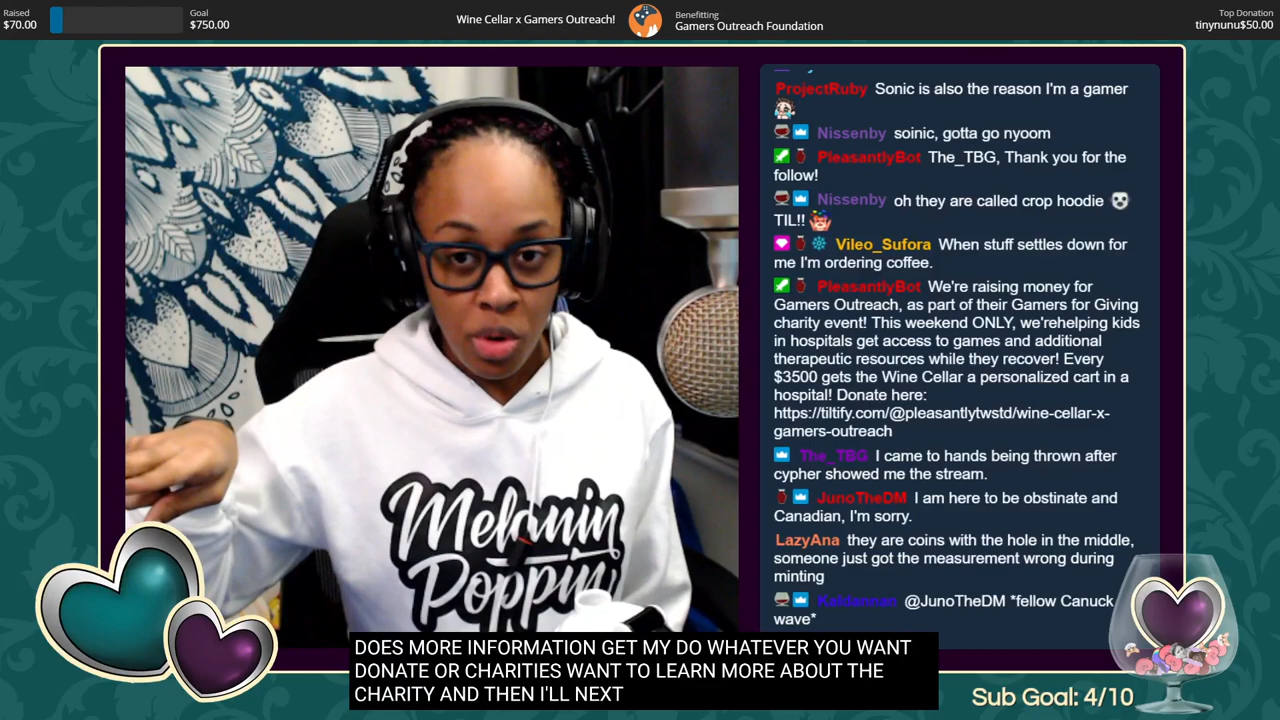 Raised
$70.00
Goal
$750.00
Wine Cellar x Gamers Outreach!
Benefitting
Gamers Outreach Foundation
Top Donation
tinynunu$50.00
ProjectRuby Sonic is also the reason I'm a gamer
Nissenby soinic, gotta go nyoom
PleasantlyBot The_TBG, Thank you for the
follow!
Nissenby oh they are called crop hoodie
TIL!!
Vileo_Sufora When stuff settles down for
me I'm ordering coffee.
PleasantlyBot We're raising money for
Gamers Outreach, as part of their Gamers for Giving
charity event! This weekend ONLY, we'rehelping kids
in hospitals get access to games and additional
therapeutic resources while they recover! Every
$3500 gets the Wine Cellar a personalized cart in a
hospital! Donate here:
https://tiltify.com/@pleasantlytwstd/wine-cellar-x-
gamers-outreach
The_TBG I came to hands being thrown after
cypher showed me the stream.
JunoTheDM I am here to be obstinate and
Canadian, I'm sorry.
LazyAna they are coins with the hole in the middle,
someone just got the measurement wrong during
minting
@JunoTheDM *fellow Canuck
wave*
Melanin
Poppin
DOES MORE INFORMATION GET MY DO WHATEVER YOU WANT
DONATE OR CHARITIES WANT TO LEARN MORE ABOUT THE
CHARITY AND THEN I'LL NEXT
Sub Goal: 4/10